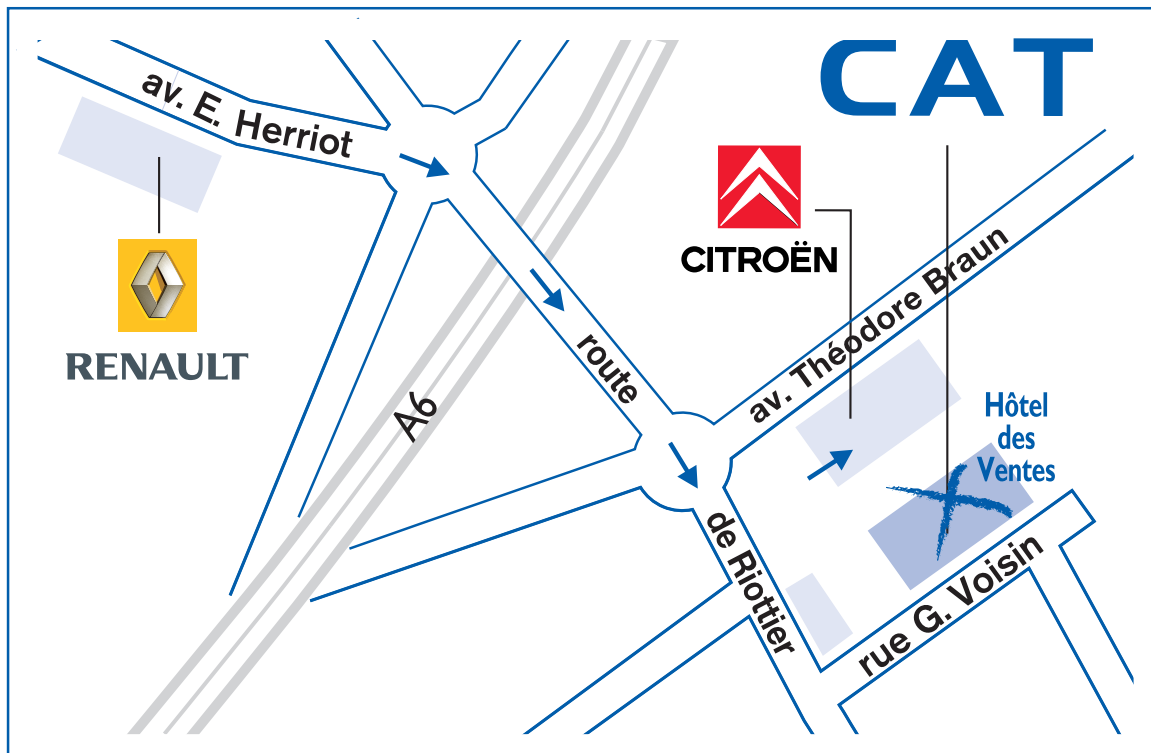 CAT
av. E. Herriot
CITROËN
RENAULT
av. Théodore Braun
route
A6
Hôtel
des
Ventes
de Riottier
rue G. Voisin